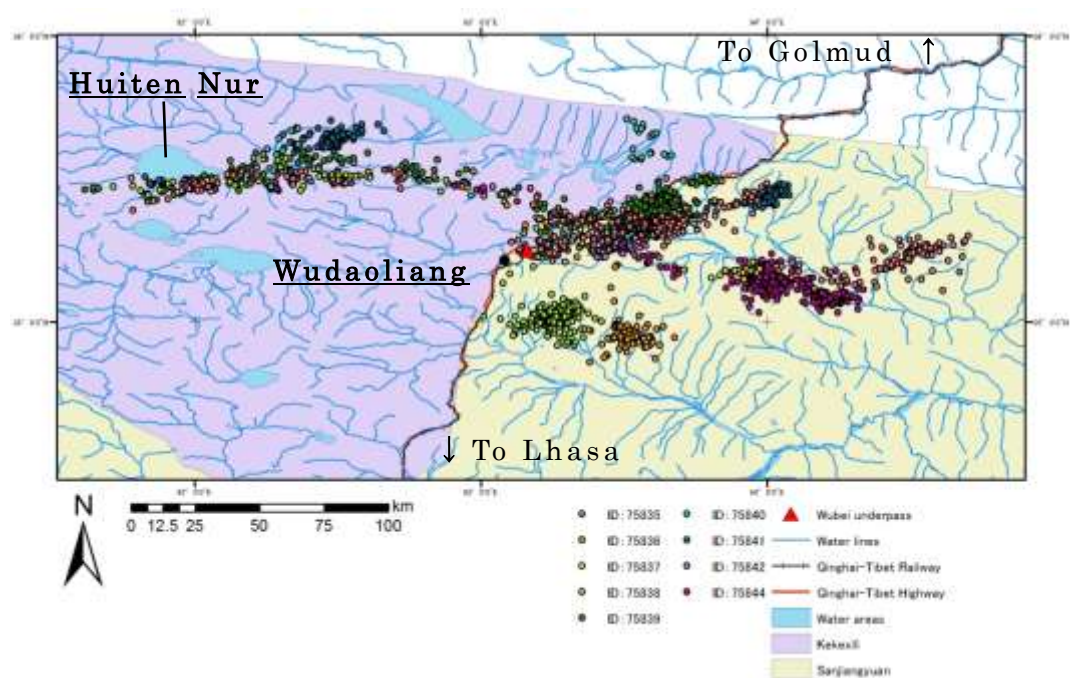 To Golmud ↑
Huiten Nur
Wudaoliang
↓ To Lhasa
N
km
0 12.5 25 50 75 100
ID:75835
ID:75836
ID:75837
ID:75838
ID:75839
ID:75840
ID:75841
ID:75842
ID:75844
Wubei underpass
Water lines
Qinghai-Tibet Railway
Qinghai-Tibet Highway
Water areas
Kekexili
Sanjiangyuan